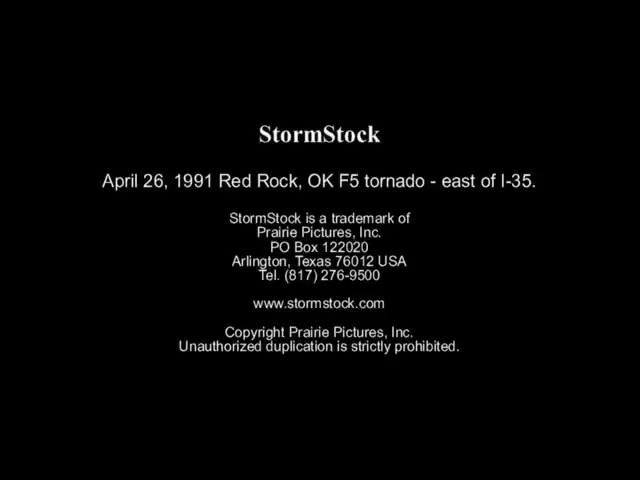 StormStock
April 26, 1991 Red Rock, OK F5 tornado - east of I-35.
StormStock is a trademark of
Prairie Pictures, Inc.
PO Box 122020
Arlington, Texas 76012 USA
Tel. (817) 276-9500
www.stormstock.com
Copyright Prairie Pictures, Inc.
Unauthorized duplication is strictly prohibited.